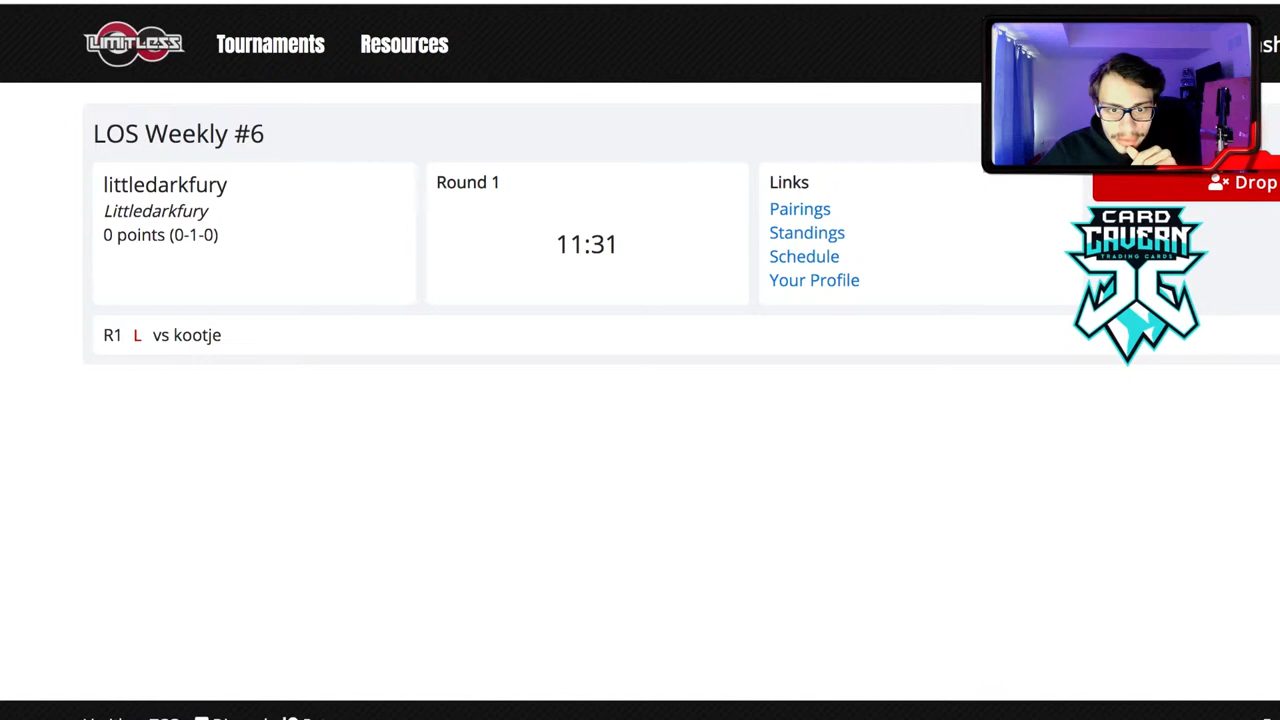 LIMITLESS Tournaments Resources
LOS Weekly #6
littledarkfury
Littledarkfury
0 points (0-1-0)
Round 1
11:31
Links
Pairings
Standings
Schedule
Your Profile
Drop
CARD
CAVERN
TRADING CARDS
R1 L vs kootje